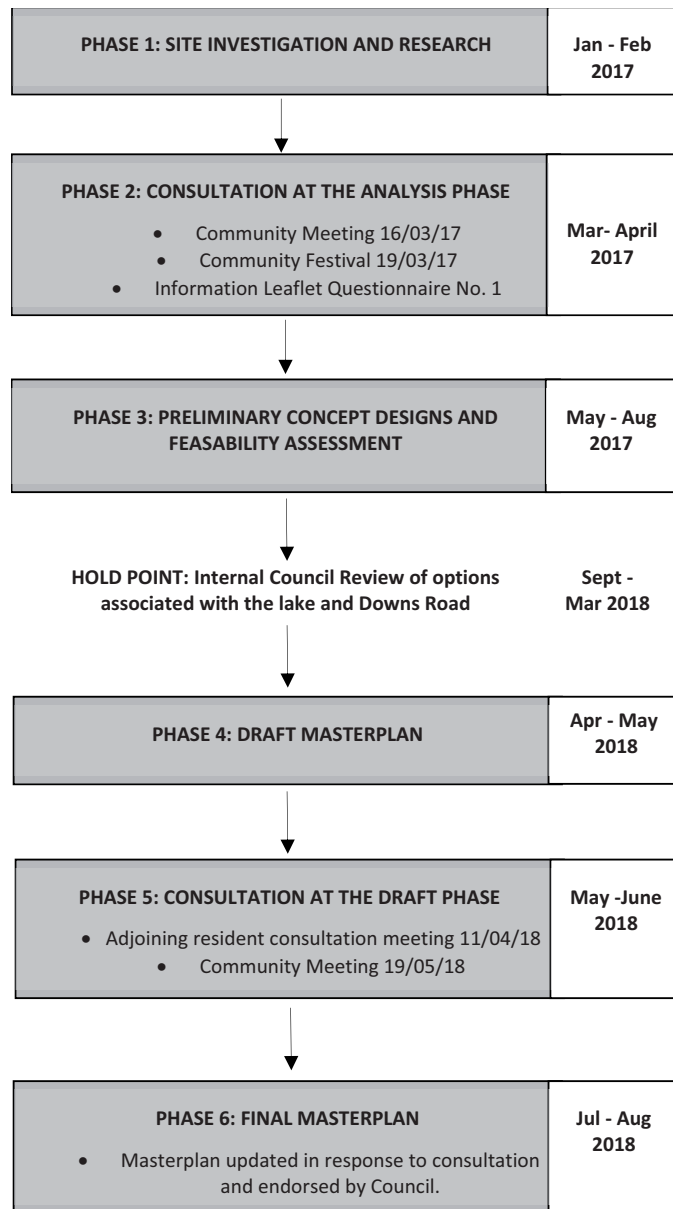 PHASE 1: SITE INVESTIGATION AND RESEARCH
Jan - Feb
2017
PHASE 2: CONSULTATION AT THE ANALYSIS PHASE
• Community Meeting 16/03/17
• Community Festival 19/03/17
• Information Leaflet Questionnaire No. 1
Mar- April
2017
PHASE 3: PRELIMINARY CONCEPT DESIGNS AND
FEASABILITY ASSESSMENT
May - Aug
2017
HOLD POINT: Internal Council Review of options
associated with the lake and Downs Road
Sept -
Mar 2018
PHASE 4: DRAFT MASTERPLAN
Apr - May
2018
PHASE 5: CONSULTATION AT THE DRAFT PHASE
• Adjoining resident consultation meeting 11/04/18
• Community Meeting 19/05/18
May -June
2018
PHASE 6: FINAL MASTERPLAN
• Masterplan updated in response to consultation
and endorsed by Council.
Jul - Aug
2018